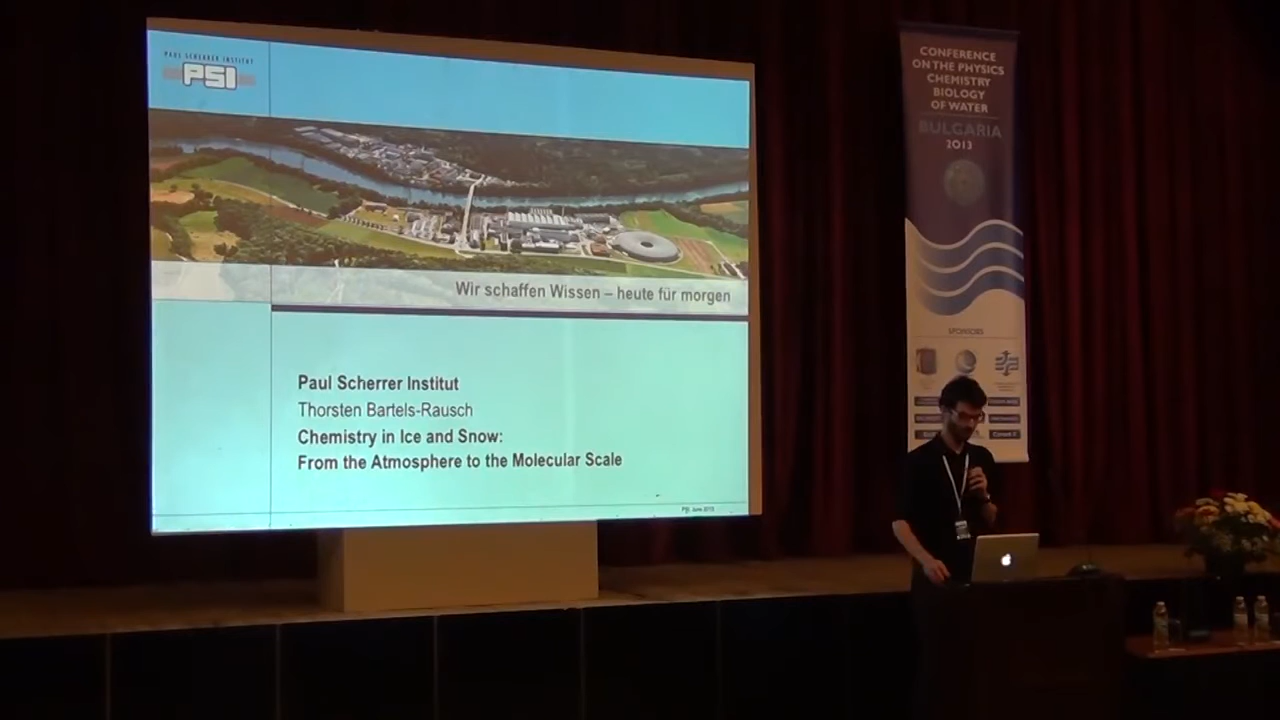 PAUL SCHERRER INSTITUT
PSI
Wir schaffen Wissen – heute für morgen
Paul Scherrer Institut
Thorsten Bartels-Rausch
Chemistry in Ice and Snow:
From the Atmosphere to the Molecular Scale
CONFERENCE
ON THE PHYSICS
CHEMISTRY
BIOLOGY
OF WATER
BULGARIA
2013
SPONSORS